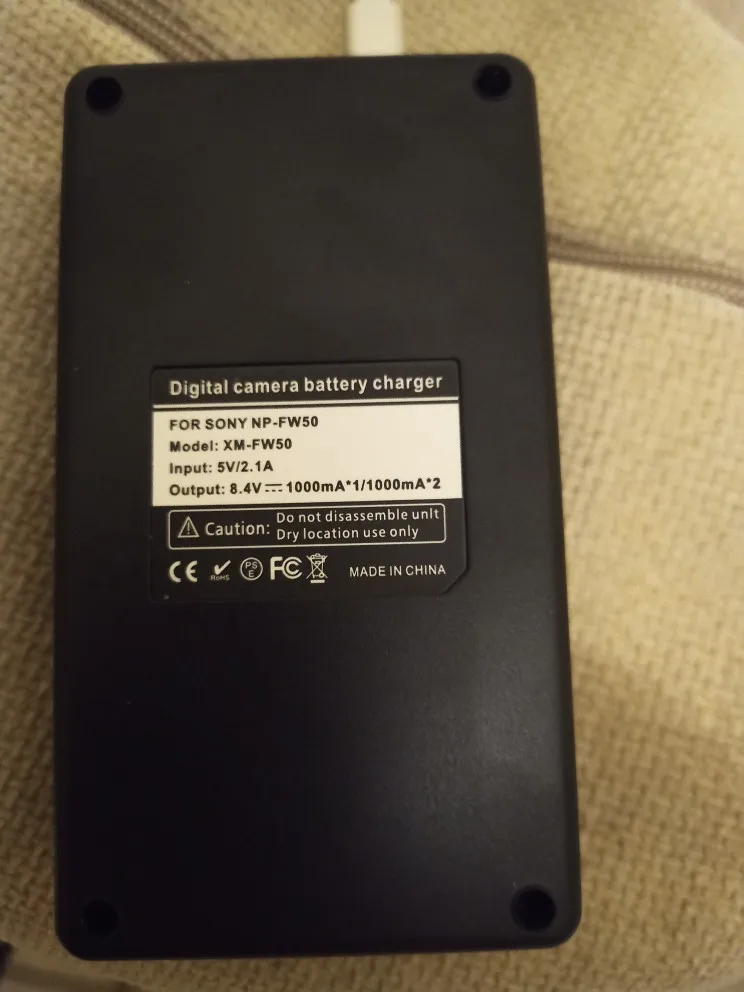 Digital camera battery charger
FOR SONY NP-FW50
Model: XM-FW50
Input: 5V/2.1A
Output: 8.4V⎓1000mA*1/1000mA*2
Caution: Do not disassemble unit
Dry location use only
CE RoHS PSE FC MADE IN CHINA